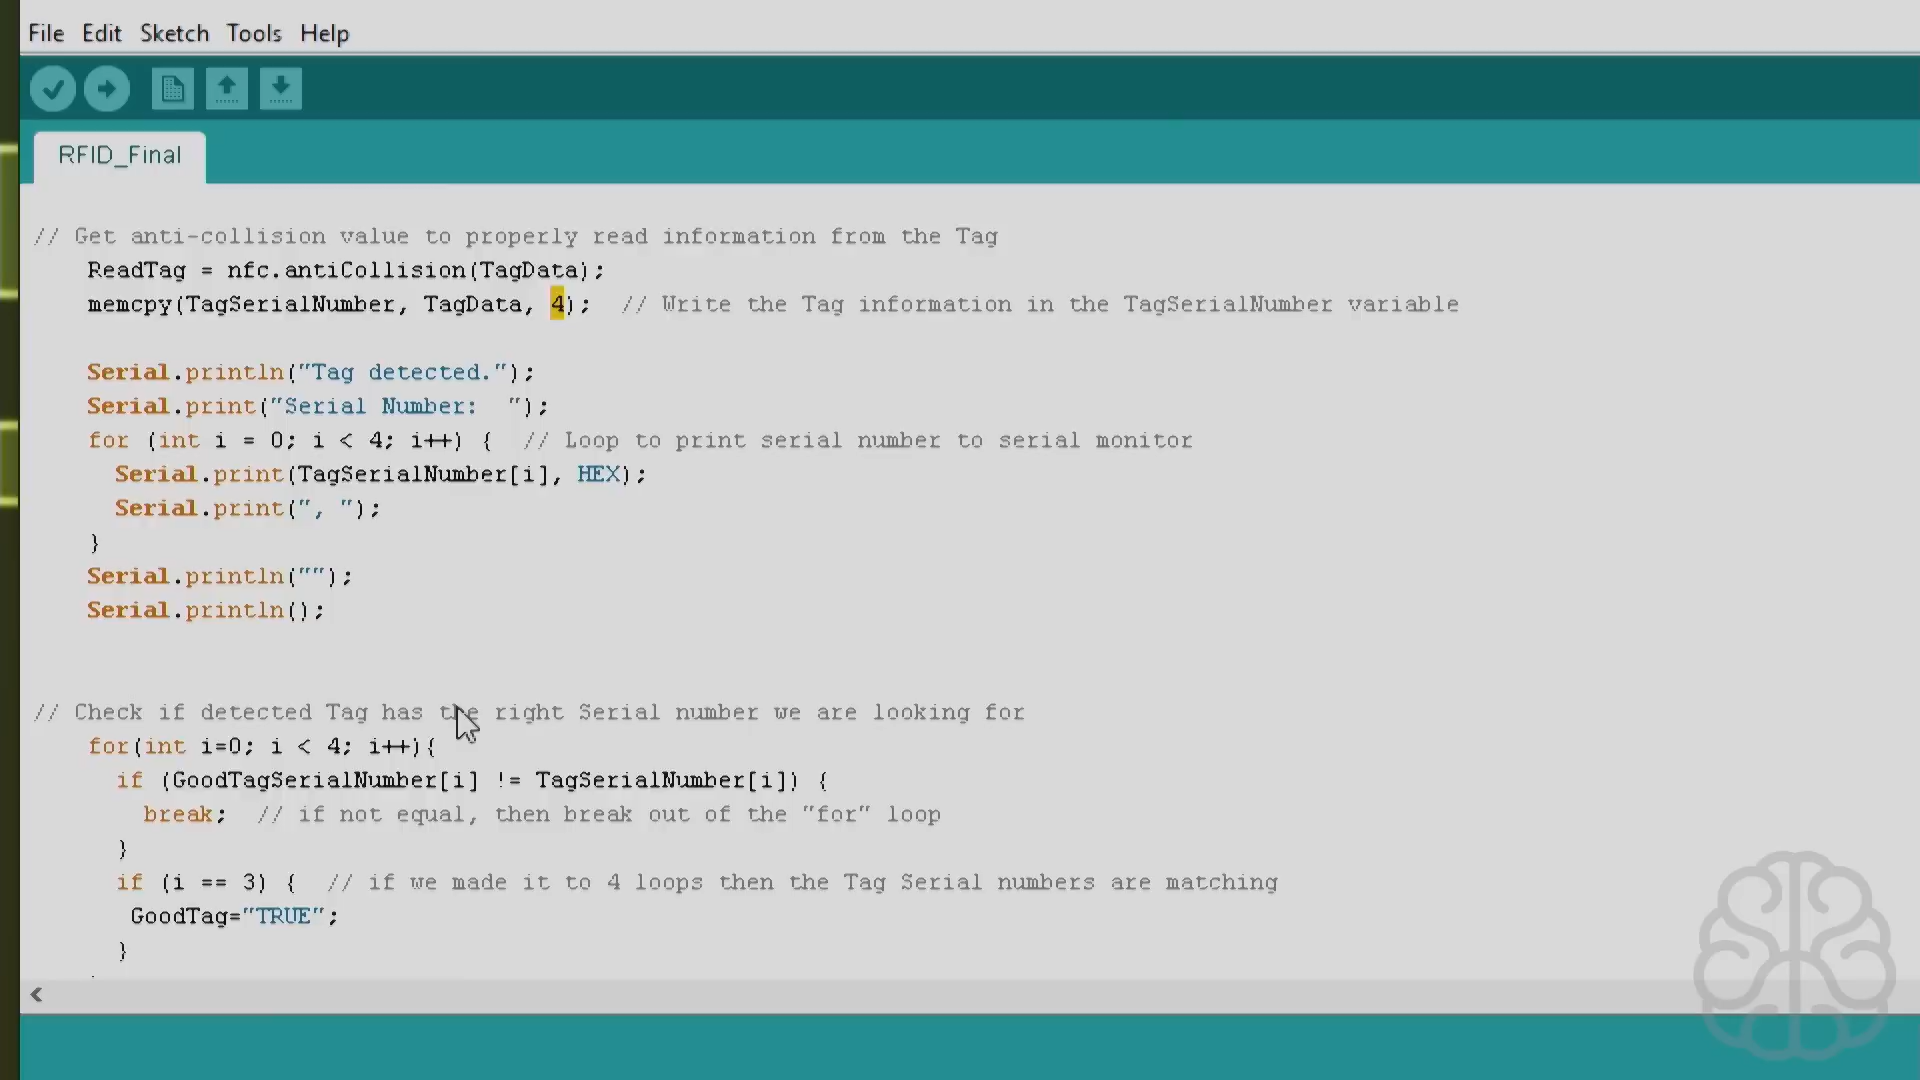 File Edit Sketch Tools Help
RFID_Final
// Get anti-collision value to properly read information from the Tag
ReadTag = nfc.antiCollision(TagData);
memcpy(TagSerialNumber, TagData, 4);  // Write the Tag information in the TagSerialNumber variable
Serial.println("Tag detected.");
Serial.print("Serial Number:  ");
for (int i = 0; i < 4; i++) {  // Loop to print serial number to serial monitor
Serial.print(TagSerialNumber[i], HEX);
Serial.print(", ");
}
Serial.println("");
Serial.println();
// Check if detected Tag has the right Serial number we are looking for
for(int i=0; i < 4; i++){
if (GoodTagSerialNumber[i] != TagSerialNumber[i]) {
break;  // if not equal, then break out of the "for" loop
}
if (i == 3) {  // if we made it to 4 loops then the Tag Serial numbers are matching
GoodTag="TRUE";
}